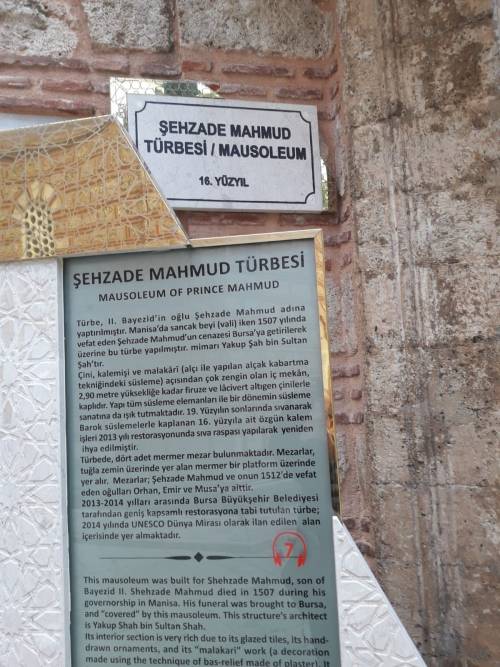 ŞEHZADE MAHMUD
TÜRBESİ / MAUSOLEUM
16. YÜZYIL
ŞEHZADE MAHMUD TÜRBESİ
MAUSOLEUM OF PRINCE MAHMUD
Türbe, II. Bayezid'in oğlu Şehzade Mahmud adına
yaptırılmıştır. Manisa'da sancak beyi (vali) iken 1507 yılında
vefat eden Şehzade Mahmud'un cenazesi Bursa'ya getirilerek
üzerine bu türbe yapılmıştır. mimarı Yakup Şah bin Sultan
Şah'tır.
Çini, kalemişi ve malakâri (alçı ile yapılan alçak kabartma
tekniğindeki süsleme) açısından çok zengin olan iç mekân,
2,90 metre yüksekliğe kadar firuze ve lâcivert altıgen çinilerle
kaplıdır. Yapı tüm süsleme elemanları ile bir dönemin süsleme
sanatına da ışık tutmaktadır. 19. Yüzyılın sonlarında sıvanarak
Barok süslemelerle kaplanan 16. yüzyıla ait özgün kalem
işleri 2013 yılı restorasyonunda sıva raspası yapılarak yeniden
ihya edilmiştir.
Türbede, dört adet mermer mezar bulunmaktadır. Mezarlar,
tuğla zemin üzerinde yer alan mermer bir platform üzerinde
yer alır. Mezarlar; Şehzade Mahmud ve onun 1512'de vefat
eden oğulları Orhan, Emir ve Musa'ya aittir.
2013-2014 yılları arasında Bursa Büyükşehir Belediyesi
tarafından geniş kapsamlı restorasyona tabi tutulan türbe;
2014 yılında UNESCO Dünya Mirası olarak ilan edilen alan
içerisinde yer almaktadır.
7
This mausoleum was built for Shehzade Mahmud, son of
Bayezid II. Shehzade Mahmud died in 1507 during his
governorship in Manisa. His funeral was brought to Bursa,
and "covered" by this mausoleum. This structure's architect
is Yakup Shah bin Sultan Shah.
Its interior section is very rich due to its glazed tiles, its hand-
drawn ornaments, and its "malakari" work (a decoration
made using the technique of bas-relief made of plaster). It